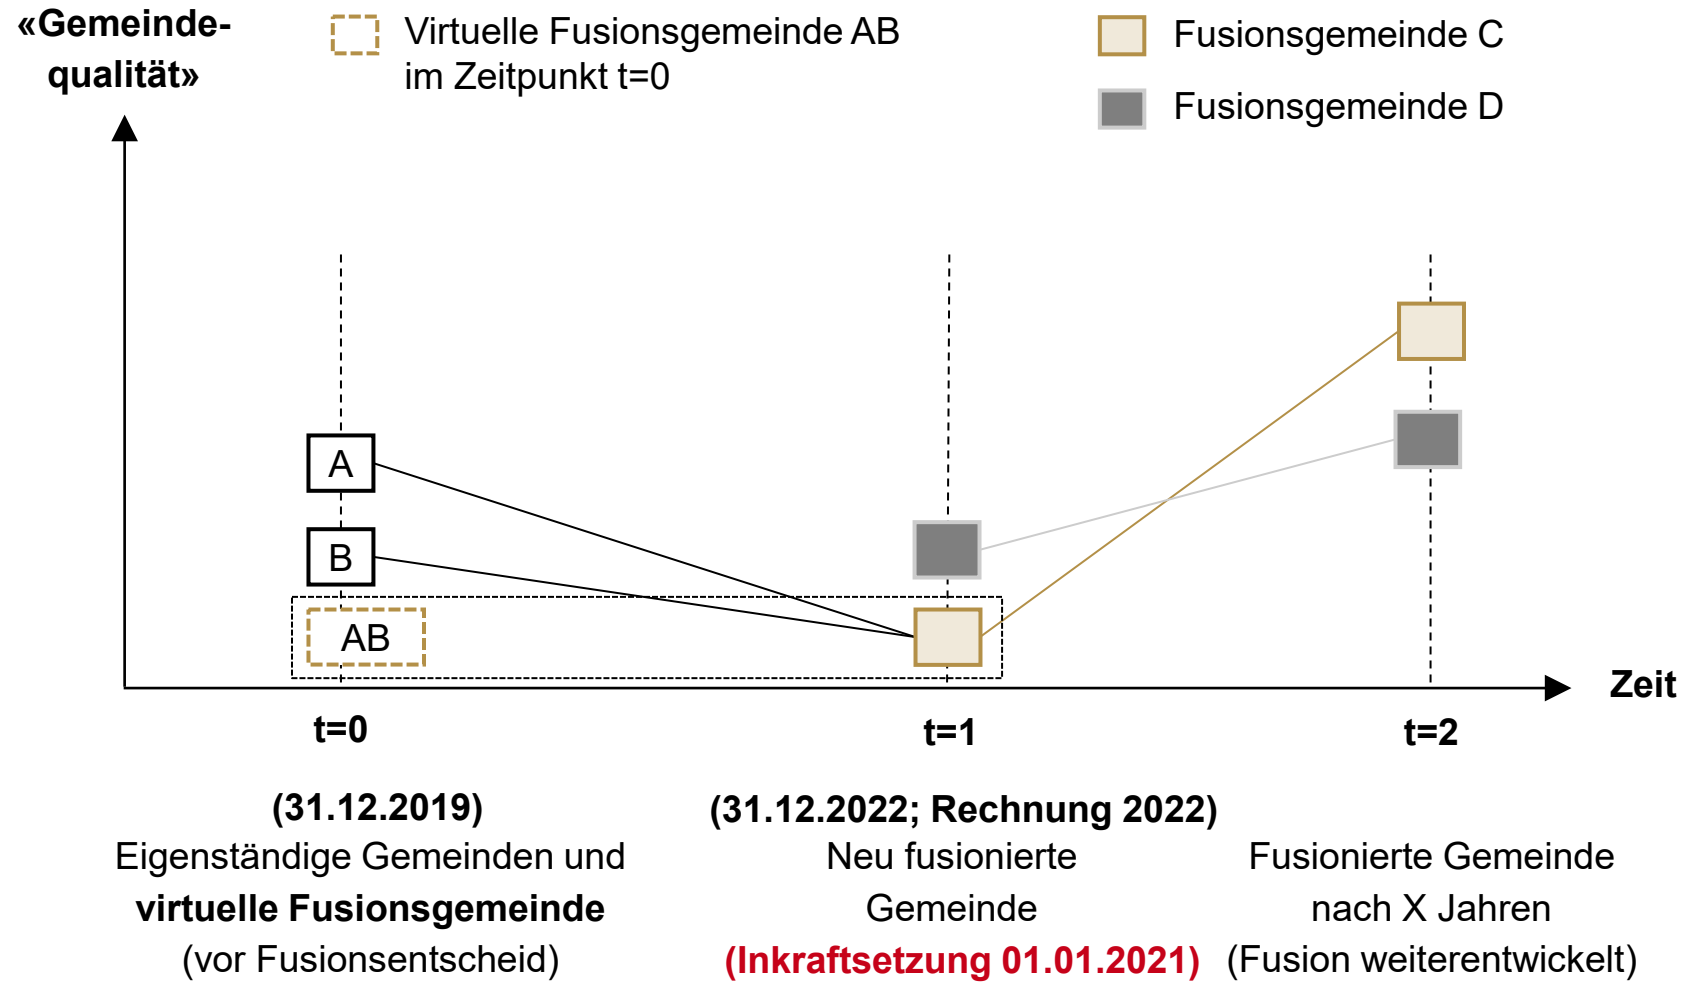 «Gemeinde-
qualität»
Virtuelle Fusionsgemeinde AB
im Zeitpunkt t=0
Fusionsgemeinde C
Fusionsgemeinde D
A
B
AB
Zeit
t=0
t=1
t=2
(31.12.2019)
Eigenständige Gemeinden und
virtuelle Fusionsgemeinde
(vor Fusionsentscheid)
(31.12.2022; Rechnung 2022)
Neu fusionierte
Gemeinde
(Inkraftsetzung 01.01.2021)
Fusionierte Gemeinde
nach X Jahren
(Fusion weiterentwickelt)